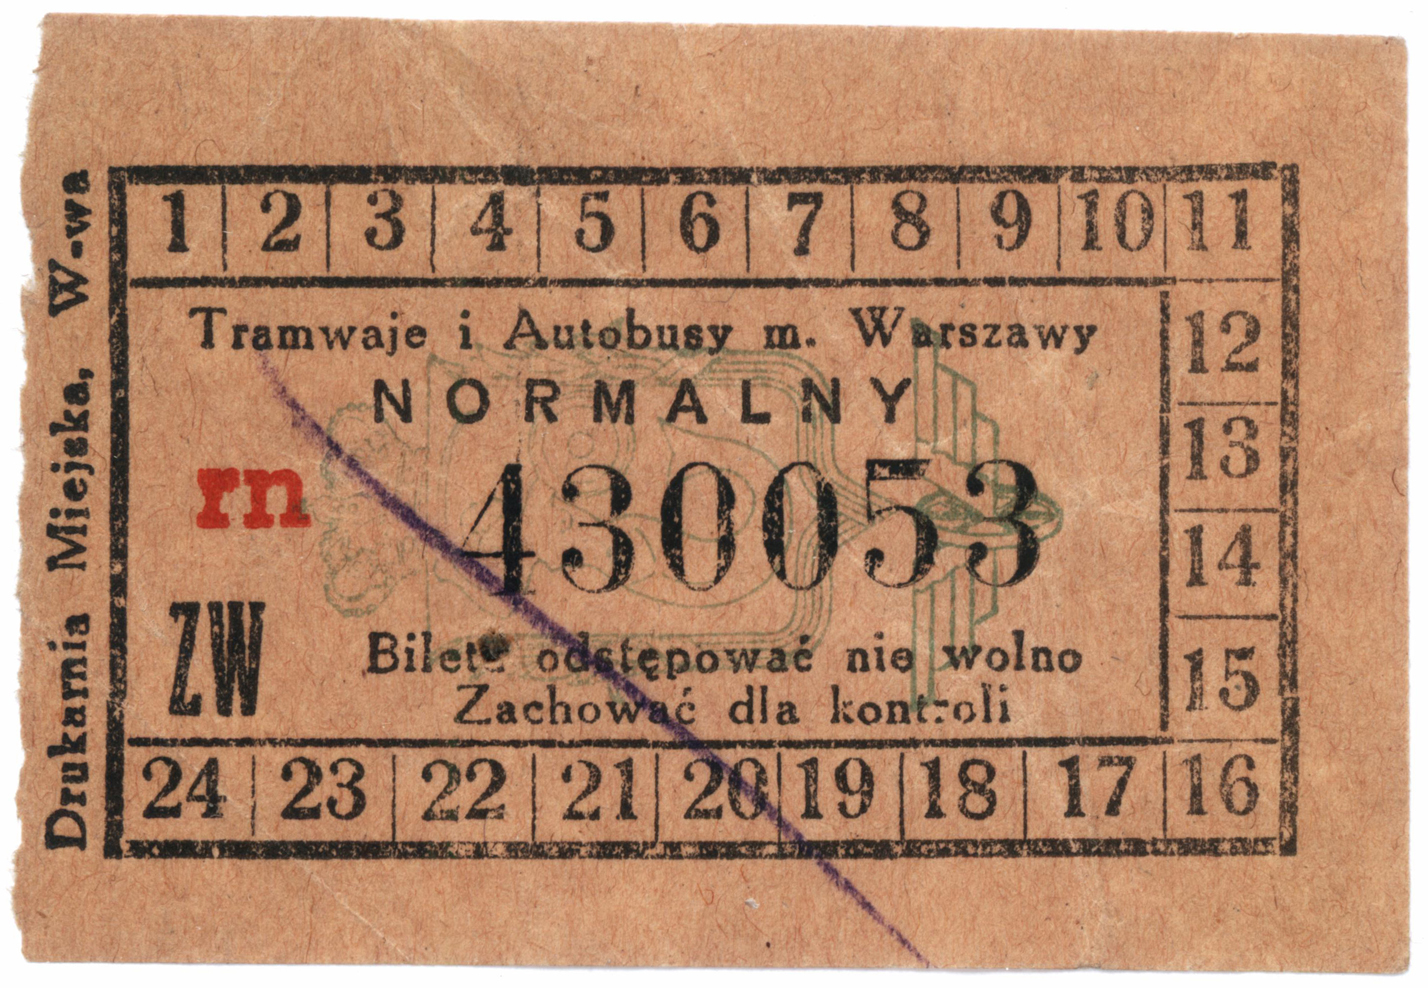 Drukarnia Miejska, W-wa
1 2 3 4 5 6 7 8 9 10 11
Tramwaje i Autobusy m. Warszawy
NORMALNY
rn 430053
ZW
Biletu odstępować nie wolno
Zachować dla kontroli
12
13
14
15
24 23 22 21 20 19 18 17 16